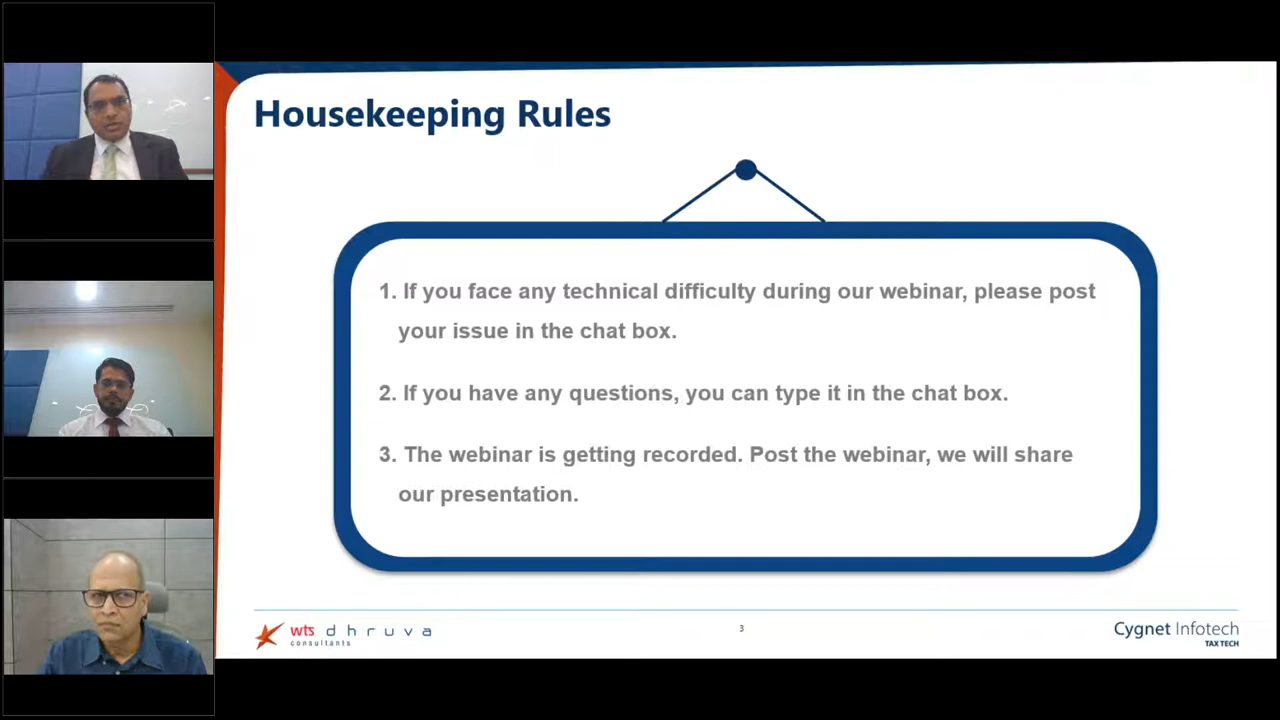 Housekeeping Rules
1. If you face any technical difficulty during our webinar, please post
your issue in the chat box.
2. If you have any questions, you can type it in the chat box.
3. The webinar is getting recorded. Post the webinar, we will share
our presentation.
wts dhruva
consultants
3
Cygnet Infotech
TAX TECH